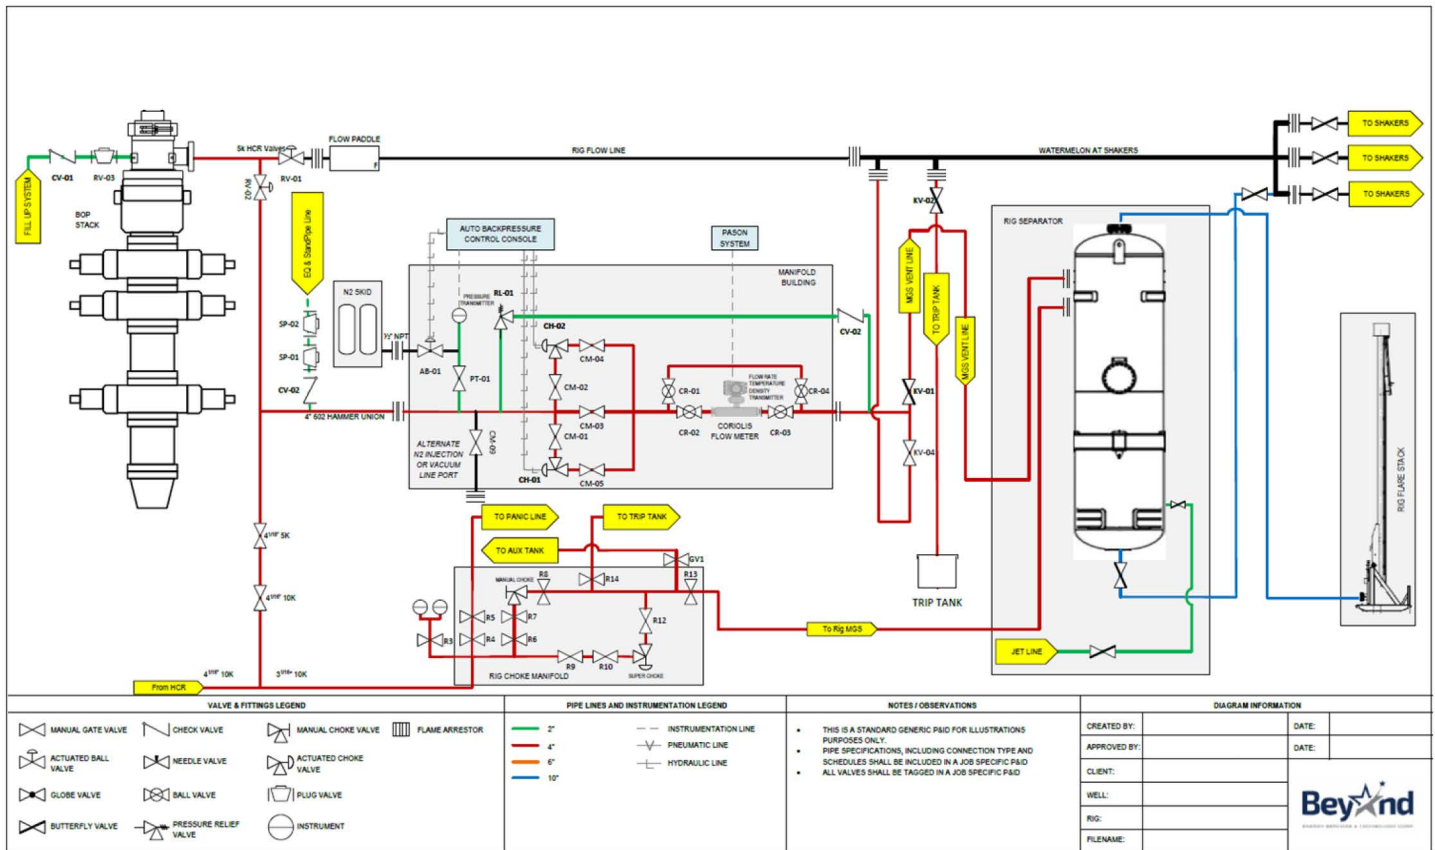 TO SHAKERS
TO SHAKERS
TO SHAKERS
FLOW PADDLE
F
5k HCR Valves
RIG FLOW LINE
WATERMELON AT SHAKERS
CV-01
RV-03
RV-01
RV-02
FILL UP SYSTEM
BOP
STACK
EQ & StandPipe Line
SP-02
SP-01
CV-02
N2 SKID
½" NPT
4" 602 HAMMER UNION
AUTO BACKPRESSURE
CONTROL CONSOLE
PASON
SYSTEM
MANIFOLD
BUILDING
PRESSURE
TRANSMITTER
RL-01
CH-02
CM-04
CV-02
AB-01
PT-01
CM-02
CM-03
CM-01
CM-05
CH-01
CM-09
CR-01
CR-02
CR-03
CR-04
FLOW RATE
TEMPERATURE
DENSITY
TRANSMITTER
CORIOLIS
FLOW METER
ALTERNATE
N2 INJECTION
OR VACUUM
LINE PORT
KV-02
KV-01
KV-04
MGS VENT LINE
TO TRIP TANK
MGS VENT LINE
RIG SEPARATOR
RIG FLARE STACK
TRIP TANK
TO PANIC LINE
TO TRIP TANK
TO AUX TANK
GV1
4¹/¹⁶" 5K
4¹/¹⁶" 10K
MANUAL CHOKE
R8
R14
R13
R5
R7
R12
R3
R4
R6
R9
R10
SUPER CHOKE
RIG CHOKE MANIFOLD
To Rig MGS
JET LINE
4¹/¹⁶" 10K
3¹/¹⁶" 10K
From HCR
VALVE & FITTINGS LEGEND
MANUAL GATE VALVE
CHECK VALVE
MANUAL CHOKE VALVE
FLAME ARRESTOR
ACTUATED BALL
VALVE
NEEDLE VALVE
ACTUATED CHOKE
VALVE
GLOBE VALVE
BALL VALVE
PLUG VALVE
BUTTERFLY VALVE
PRESSURE RELIEF
VALVE
INSTRUMENT
PIPE LINES AND INSTRUMENTATION LEGEND
2"
4"
6"
10"
INSTRUMENTATION LINE
PNEUMATIC LINE
HYDRAULIC LINE
NOTES / OBSERVATIONS
• THIS IS A STANDARD GENERIC P&ID FOR ILLUSTRATIONS
PURPOSES ONLY.
• PIPE SPECIFICATIONS, INCLUDING CONNECTION TYPE AND
SCHEDULES SHALL BE INCLUDED IN A JOB SPECIFIC P&ID
• ALL VALVES SHALL BE TAGGED IN A JOB SPECIFIC P&ID
DIAGRAM INFORMATION
CREATED BY:
DATE:
APPROVED BY:
DATE:
CLIENT:
WELL:
RIG:
FILENAME:
Beyond
ENERGY SERVICES & TECHNOLOGY CORP